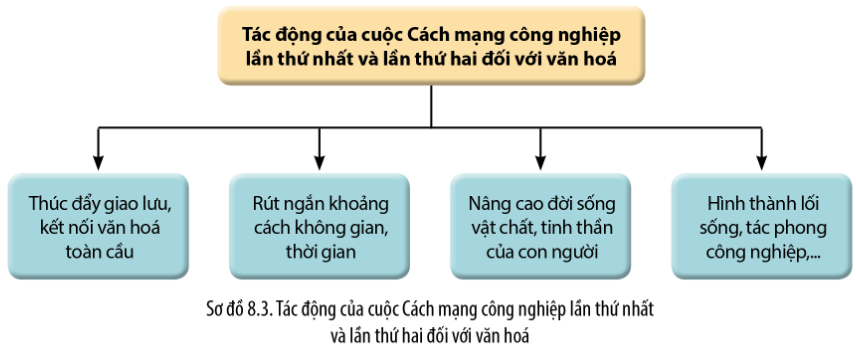 Tác động của cuộc Cách mạng công nghiệp
lần thứ nhất và lần thứ hai đối với văn hoá
Thúc đẩy giao lưu,
kết nối văn hoá
toàn cầu
Rút ngắn khoảng
cách không gian,
thời gian
Nâng cao đời sống
vật chất, tinh thần
của con người
Hình thành lối
sống, tác phong
công nghiệp,...
Sơ đồ 8.3. Tác động của cuộc Cách mạng công nghiệp lần thứ nhất
và lần thứ hai đối với văn hoá